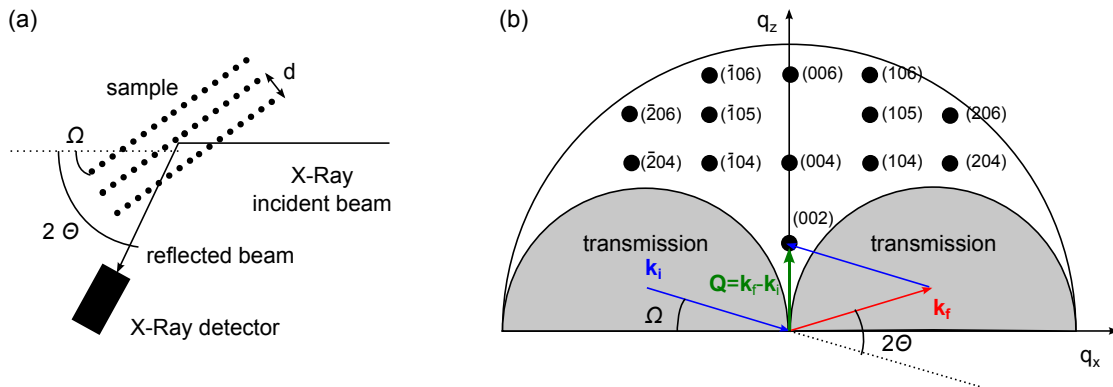 (a)
sample
d
Ω
X-Ray
incident beam
2 Θ
reflected beam
X-Ray detector
(b)
q_z
(1̄06)
(006)
(106)
(2̄06)
(1̄05)
(105)
(206)
(2̄04)
(1̄04)
(004)
(104)
(204)
(002)
transmission
transmission
k_i
Q=k_f-k_i
k_f
Ω
2Θ
q_x